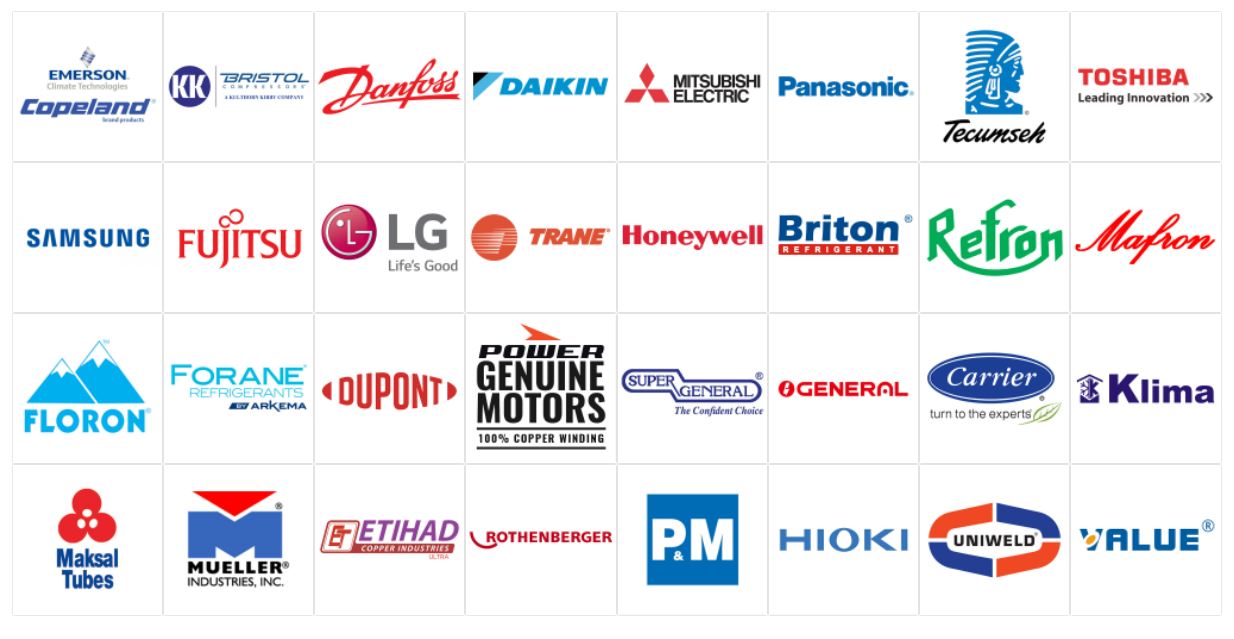 EMERSON
Climate Technologies
Copeland®
brand products
KK
BRISTOL
COMPRESSORS®
A KULTHORN KIRBY COMPANY
Danfoss
DAIKIN
MITSUBISHI
ELECTRIC
Panasonic®
Tecumseh
TOSHIBA
Leading Innovation >>>
SAMSUNG
FUJITSU
LG
Life's Good
TRANE®
Honeywell
Briton®
REFRIGERANT
Refron
Mafron
FLORON®
FORANE®
REFRIGERANTS
BY ARKEMA
DUPONT
POWER
GENUINE
MOTORS
100% COPPER WINDING
SUPER
GENERAL®
The Confident Choice
GENERAL
Carrier®
turn to the experts
Klima
Maksal
Tubes
MUELLER®
INDUSTRIES, INC.
ETIHAD
COPPER INDUSTRIES
ULTRA
ROTHENBERGER
P&M
HIOKI
UNIWELD®
VALUE®